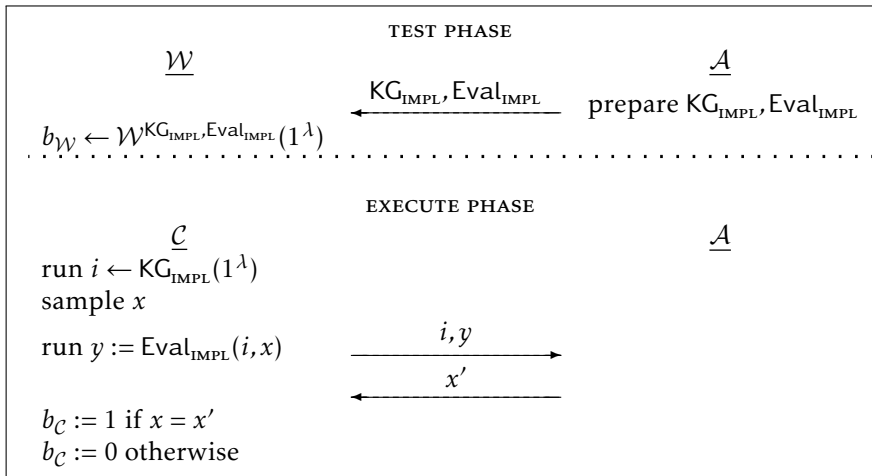 TEST PHASE
𝒲 𝒜
KG_IMPL, Eval_IMPL
prepare KG_IMPL, Eval_IMPL
b_𝒲 ← 𝒲^{KG_IMPL, Eval_IMPL}(1^λ)
EXECUTE PHASE
𝒞 𝒜
run i ← KG_IMPL(1^λ)
sample x
run y := Eval_IMPL(i, x) i, y
x′
b_𝒞 := 1 if x = x′
b_𝒞 := 0 otherwise